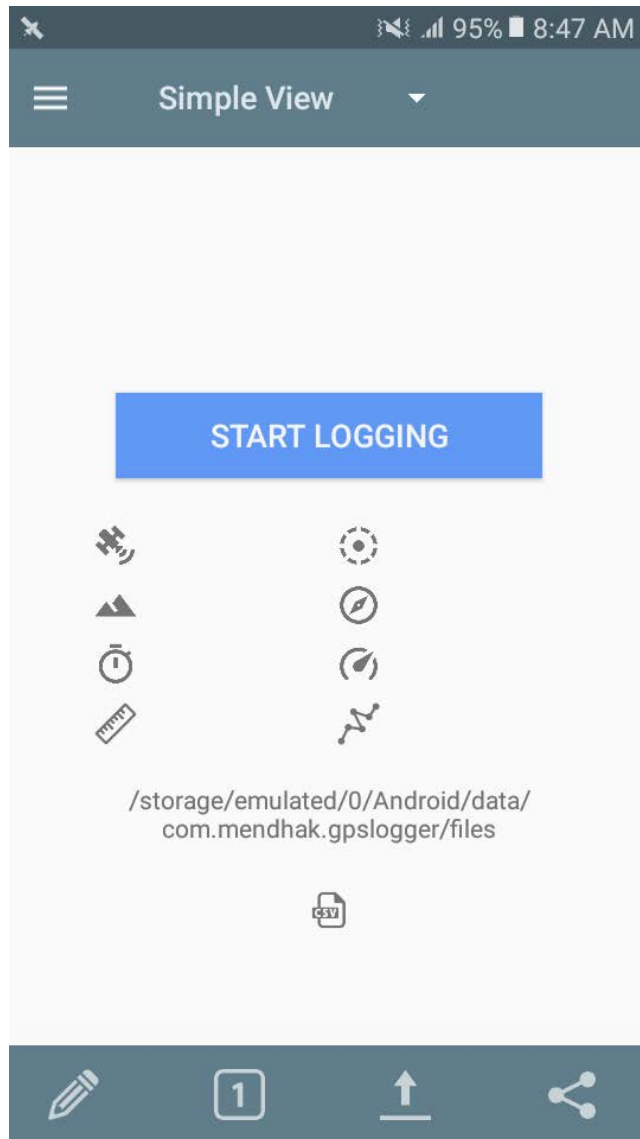 95% 8:47 AM
Simple View
START LOGGING
/storage/emulated/0/Android/data/
com.mendhak.gpslogger/files
CSV
1